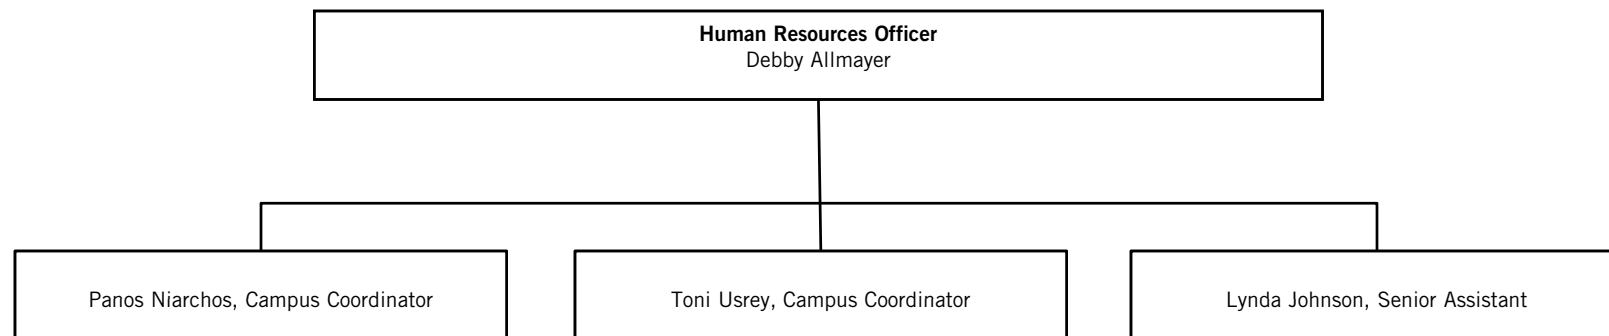 Human Resources Officer
Debby Allmayer
Panos Niarchos, Campus Coordinator
Toni Usrey, Campus Coordinator
Lynda Johnson, Senior Assistant